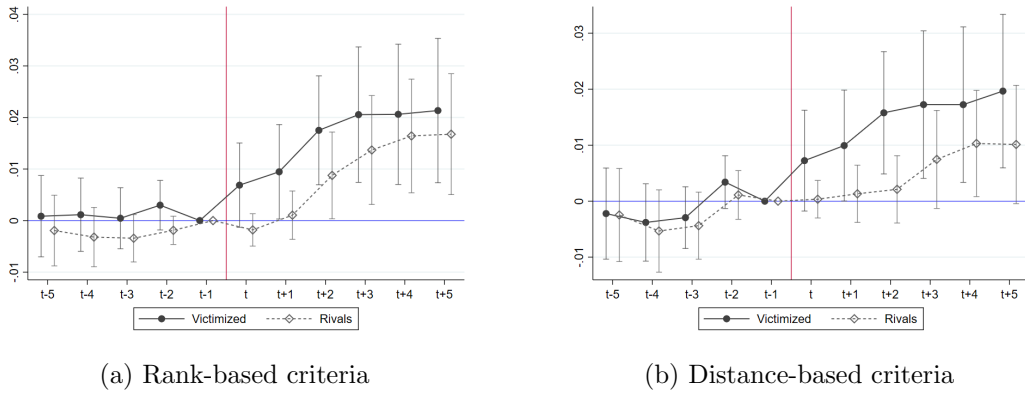 .04
.03
.02
.01
0
-.01
t-5 t-4 t-3 t-2 t-1 t t+1 t+2 t+3 t+4 t+5
Victimized Rivals
(a) Rank-based criteria
.03
.02
.01
0
-.01
t-5 t-4 t-3 t-2 t-1 t t+1 t+2 t+3 t+4 t+5
Victimized Rivals
(b) Distance-based criteria